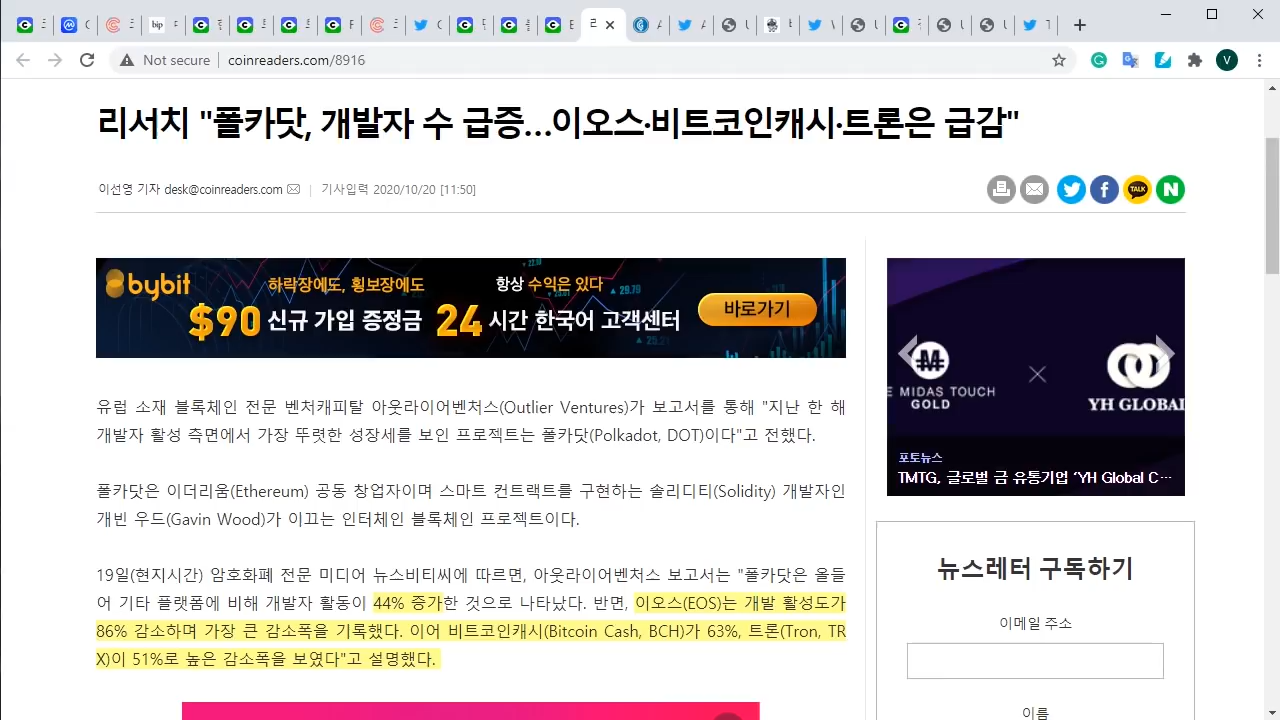 Not secure
coinreaders.com/8916
V
리서치 "폴카닷, 개발자 수 급증…이오스·비트코인캐시·트론은 급감"
이선영 기자 desk@coinreaders.com | 기사입력 2020/10/20 [11:50]
TALK
N
bybit
하락장에도, 횡보장에도
항상 수익은 있다
$90 신규 가입 증정금
24 시간 한국어 고객센터
바로가기
유럽 소재 블록체인 전문 벤처캐피탈 아웃라이어벤처스(Outlier Ventures)가 보고서를 통해 "지난 한 해
개발자 활성 측면에서 가장 뚜렷한 성장세를 보인 프로젝트는 폴카닷(Polkadot, DOT)이다"고 전했다.
폴카닷은 이더리움(Ethereum) 공동 창업자이며 스마트 컨트랙트를 구현하는 솔리디티(Solidity) 개발자인
개빈 우드(Gavin Wood)가 이끄는 인터체인 블록체인 프로젝트이다.
19일(현지시간) 암호화폐 전문 미디어 뉴스비티씨에 따르면, 아웃라이어벤처스 보고서는 "폴카닷은 올들
어 기타 플랫폼에 비해 개발자 활동이 44% 증가한 것으로 나타났다. 반면, 이오스(EOS)는 개발 활성도가
86% 감소하며 가장 큰 감소폭을 기록했다. 이어 비트코인캐시(Bitcoin Cash, BCH)가 63%, 트론(Tron, TR
X)이 51%로 높은 감소폭을 보였다"고 설명했다.
E MIDAS TOUCH
GOLD
YH GLOBAL
포토뉴스
TMTG, 글로벌 금 유통기업 ‘YH Global C…
뉴스레터 구독하기
이메일 주소
이름